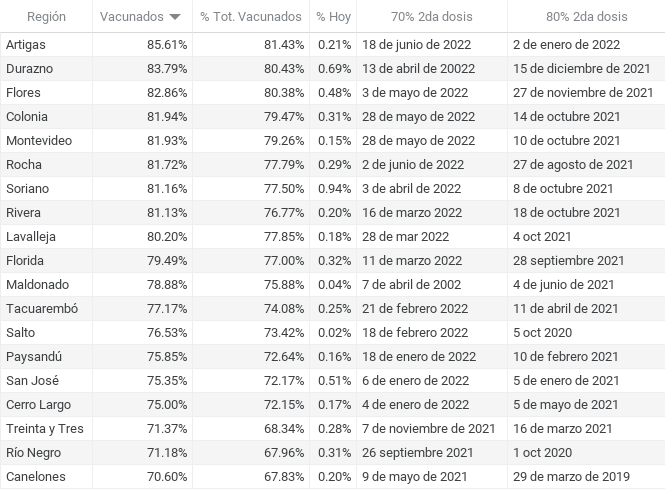 Región Vacunados % Tot. Vacunados % Hoy 70% 2da dosis 80% 2da dosis
Artigas 85.61% 81.43% 0.21% 18 de junio de 2022 2 de enero de 2022
Durazno 83.79% 80.43% 0.69% 13 de abril de 20022 15 de diciembre de 2021
Flores 82.86% 80.38% 0.48% 3 de mayo de 2022 27 de noviembre de 2021
Colonia 81.94% 79.47% 0.31% 28 de mayo de 2022 14 de octubre 2021
Montevideo 81.93% 79.26% 0.15% 28 de mayo de 2022 10 de octubre 2021
Rocha 81.72% 77.79% 0.29% 2 de junio de 2022 27 de agosto de 2021
Soriano 81.16% 77.50% 0.94% 3 de abril de 2022 8 de octubre 2021
Rivera 81.13% 76.77% 0.20% 16 de marzo 2022 18 de octubre 2021
Lavalleja 80.20% 77.85% 0.18% 28 de mar 2022 4 oct 2021
Florida 79.49% 77.00% 0.32% 11 de marzo de 2022 28 septiembre 2021
Maldonado 78.88% 75.88% 0.04% 7 de abril de 2002 4 de junio de 2021
Tacuarembó 77.17% 74.08% 0.25% 21 de febrero 2022 11 de abril de 2021
Salto 76.53% 73.42% 0.02% 18 de febrero 2022 5 oct 2020
Paysandú 75.85% 72.64% 0.16% 18 de enero de 2022 10 de febrero 2021
San José 75.35% 72.17% 0.51% 6 de enero de 2022 5 de enero de 2021
Cerro Largo 75.00% 72.15% 0.17% 4 de enero de 2022 5 de mayo de 2021
Treinta y Tres 71.37% 68.34% 0.28% 7 de noviembre de 2021 16 de marzo 2021
Río Negro 71.18% 67.96% 0.31% 26 septiembre 2021 1 oct 2020
Canelones 70.60% 67.83% 0.20% 9 de mayo de 2021 29 de marzo de 2019